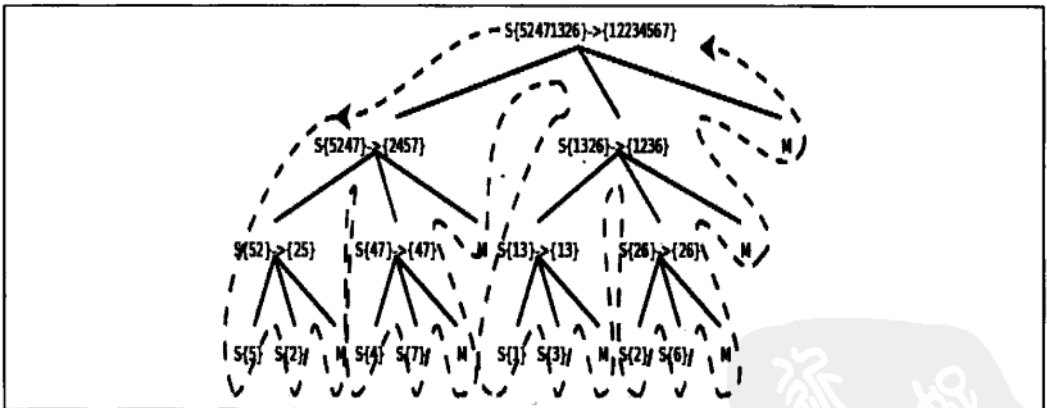 S{52471326}->{12234567}
S{5247}->{2457} S{1326}->{1236} M
S{52}->{25} S{47}->{47} M S{13}->{13} S{26}->{26} M
S{5} S{2} M S{4} S{7} M S{1} S{3} M S{2} S{6} M